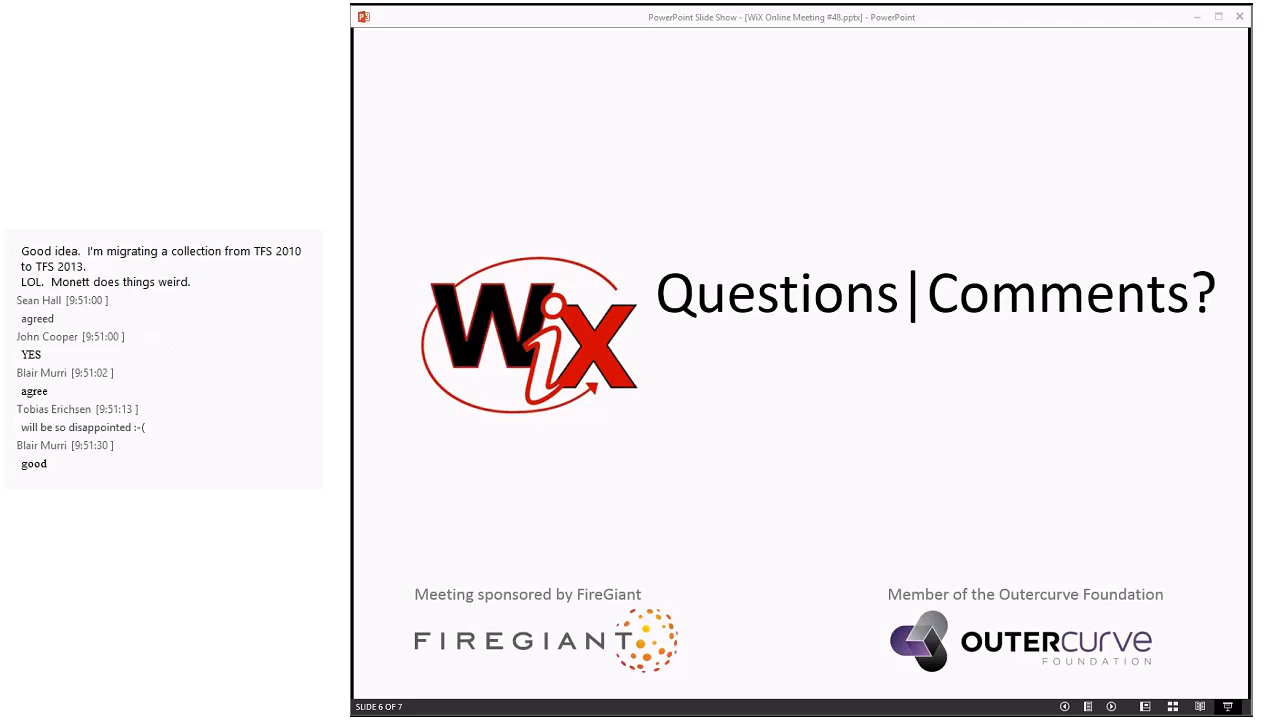 PowerPoint Slide Show - [WiX Online Meeting #48.pptx] - PowerPoint
Good idea. I'm migrating a collection from TFS 2010
to TFS 2013.
LOL. Monett does things weird.
Sean Hall [9:51:00 ]
agreed
John Cooper [9:51:00 ]
YES
Blair Murri [9:51:02 ]
agree
Tobias Erichsen [9:51:13 ]
will be so disappointed :-(
Blair Murri [9:51:30 ]
good
WiX
Questions|Comments?
Meeting sponsored by FireGiant
FIREGIANT
Member of the Outercurve Foundation
OUTERCURVE
FOUNDATION
SLIDE 6 OF 7